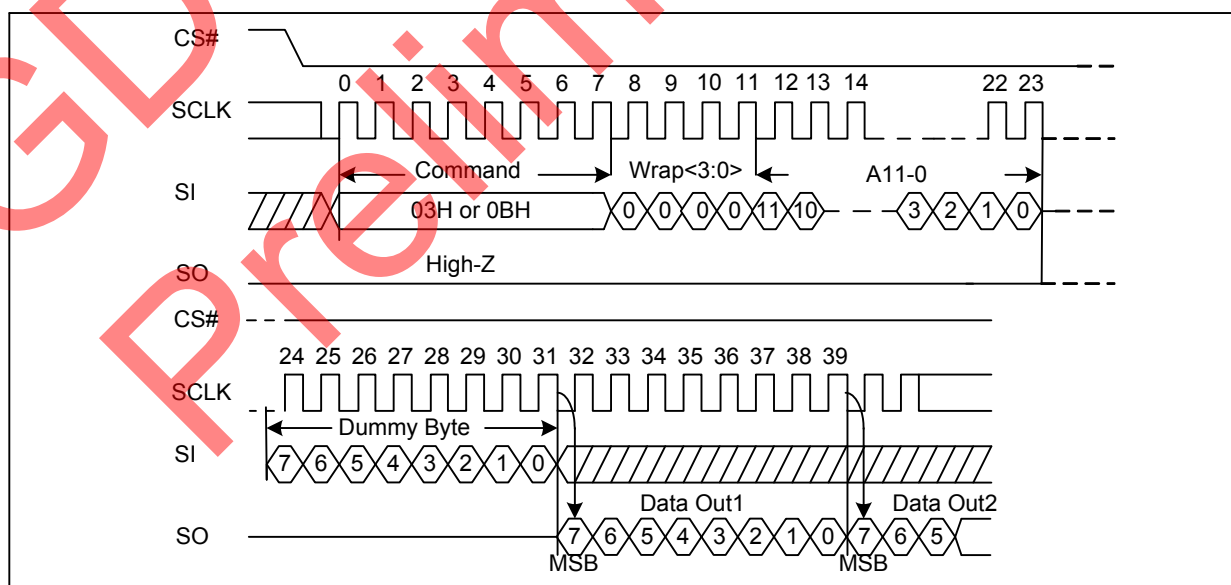 GD
Prelim
CS#
0 1 2 3 4 5 6 7 8 9 10 11 12 13 14 22 23
SCLK
Command Wrap<3:0> A11-0
SI
03H or 0BH 0 0 0 0 11 10 3 2 1 0
High-Z
SO
CS#
24 25 26 27 28 29 30 31 32 33 34 35 36 37 38 39
SCLK
Dummy Byte
SI
7 6 5 4 3 2 1 0
Data Out1 Data Out2
SO
7 6 5 4 3 2 1 0 7 6 5
MSB MSB